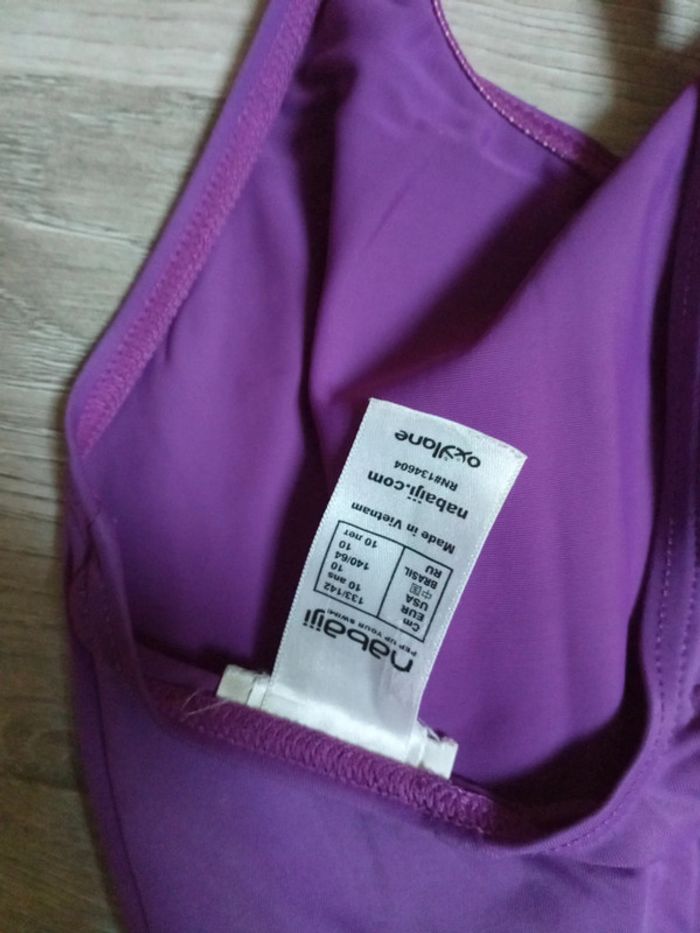 nabaiji
PEP UP YOUR SWIM!
Cm 133/142
EUR 10 ans
USA 10
中国 140/64
BRASIL 10
RU 10 лет
Made in Vietnam
nabaiji.com
RN#134604
oxylane